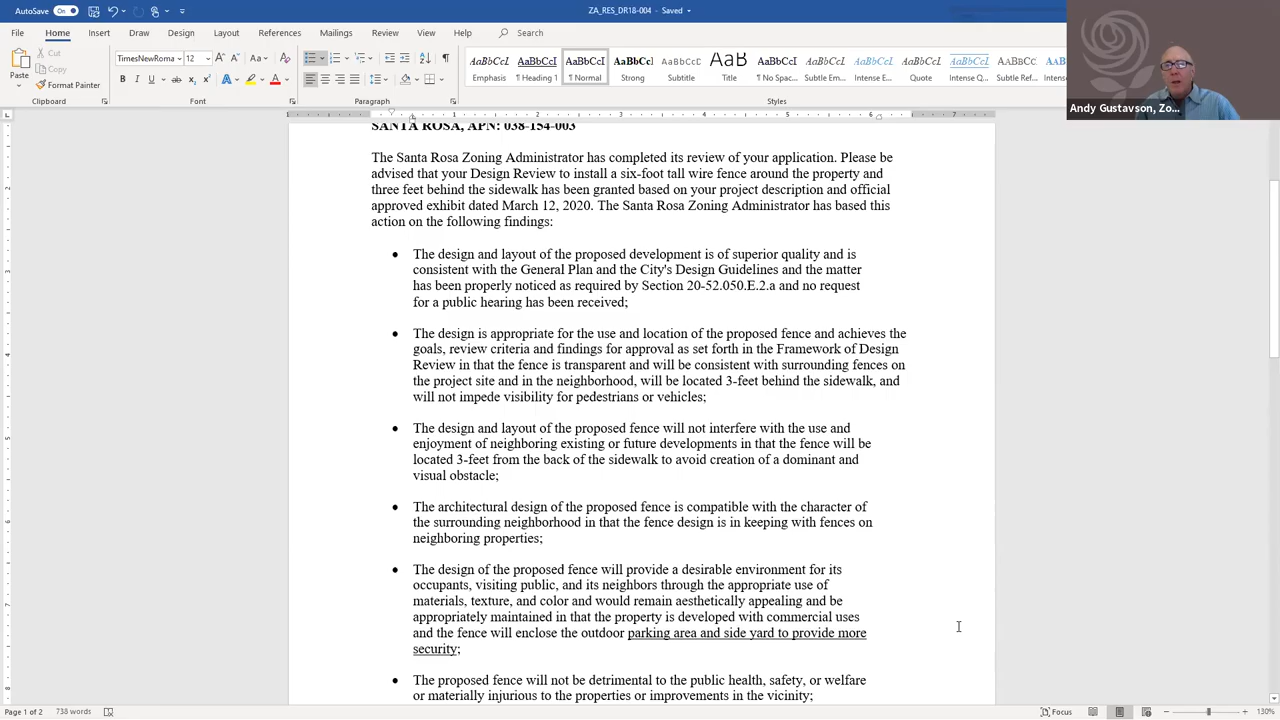 AutoSave On
ZA_RES_DR18-004 - Saved
File Home Insert Draw Design Layout References Mailings Review View Help Search
Paste
Cut
Copy
Format Painter
Clipboard
TimesNewRoma 12
Font
Paragraph
AaBbCcI Emphasis
AaBbCcI ¶ Heading 1
AaBbCcI ¶ Normal
AaBbCcI Strong
AaBbCcI Subtitle
AaB Title
AaBbCcI ¶ No Spac...
AaBbCcI Subtle Em...
AaBbCcI Intense E...
AaBbCcI Quote
AaBbCcI Intense Q...
AABBCC Subtle Ref...
Styles
Andy Gustavson, Zo...
SANTA ROSA, APN: 038-154-003
The Santa Rosa Zoning Administrator has completed its review of your application. Please be
advised that your Design Review to install a six-foot tall wire fence around the property and
three feet behind the sidewalk has been granted based on your project description and official
approved exhibit dated March 12, 2020. The Santa Rosa Zoning Administrator has based this
action on the following findings:
• The design and layout of the proposed development is of superior quality and is
consistent with the General Plan and the City's Design Guidelines and the matter
has been properly noticed as required by Section 20-52.050.E.2.a and no request
for a public hearing has been received;
• The design is appropriate for the use and location of the proposed fence and achieves the
goals, review criteria and findings for approval as set forth in the Framework of Design
Review in that the fence is transparent and will be consistent with surrounding fences on
the project site and in the neighborhood, will be located 3-feet behind the sidewalk, and
will not impede visibility for pedestrians or vehicles;
• The design and layout of the proposed fence will not interfere with the use and
enjoyment of neighboring existing or future developments in that the fence will be
located 3-feet from the back of the sidewalk to avoid creation of a dominant and
visual obstacle;
• The architectural design of the proposed fence is compatible with the character of
the surrounding neighborhood in that the fence design is in keeping with fences on
neighboring properties;
• The design of the proposed fence will provide a desirable environment for its
occupants, visiting public, and its neighbors through the appropriate use of
materials, texture, and color and would remain aesthetically appealing and be
appropriately maintained in that the property is developed with commercial uses
and the fence will enclose the outdoor parking area and side yard to provide more
security;
• The proposed fence will not be detrimental to the public health, safety, or welfare
or materially injurious to the properties or improvements in the vicinity;
Page 1 of 2 738 words
Focus
130%